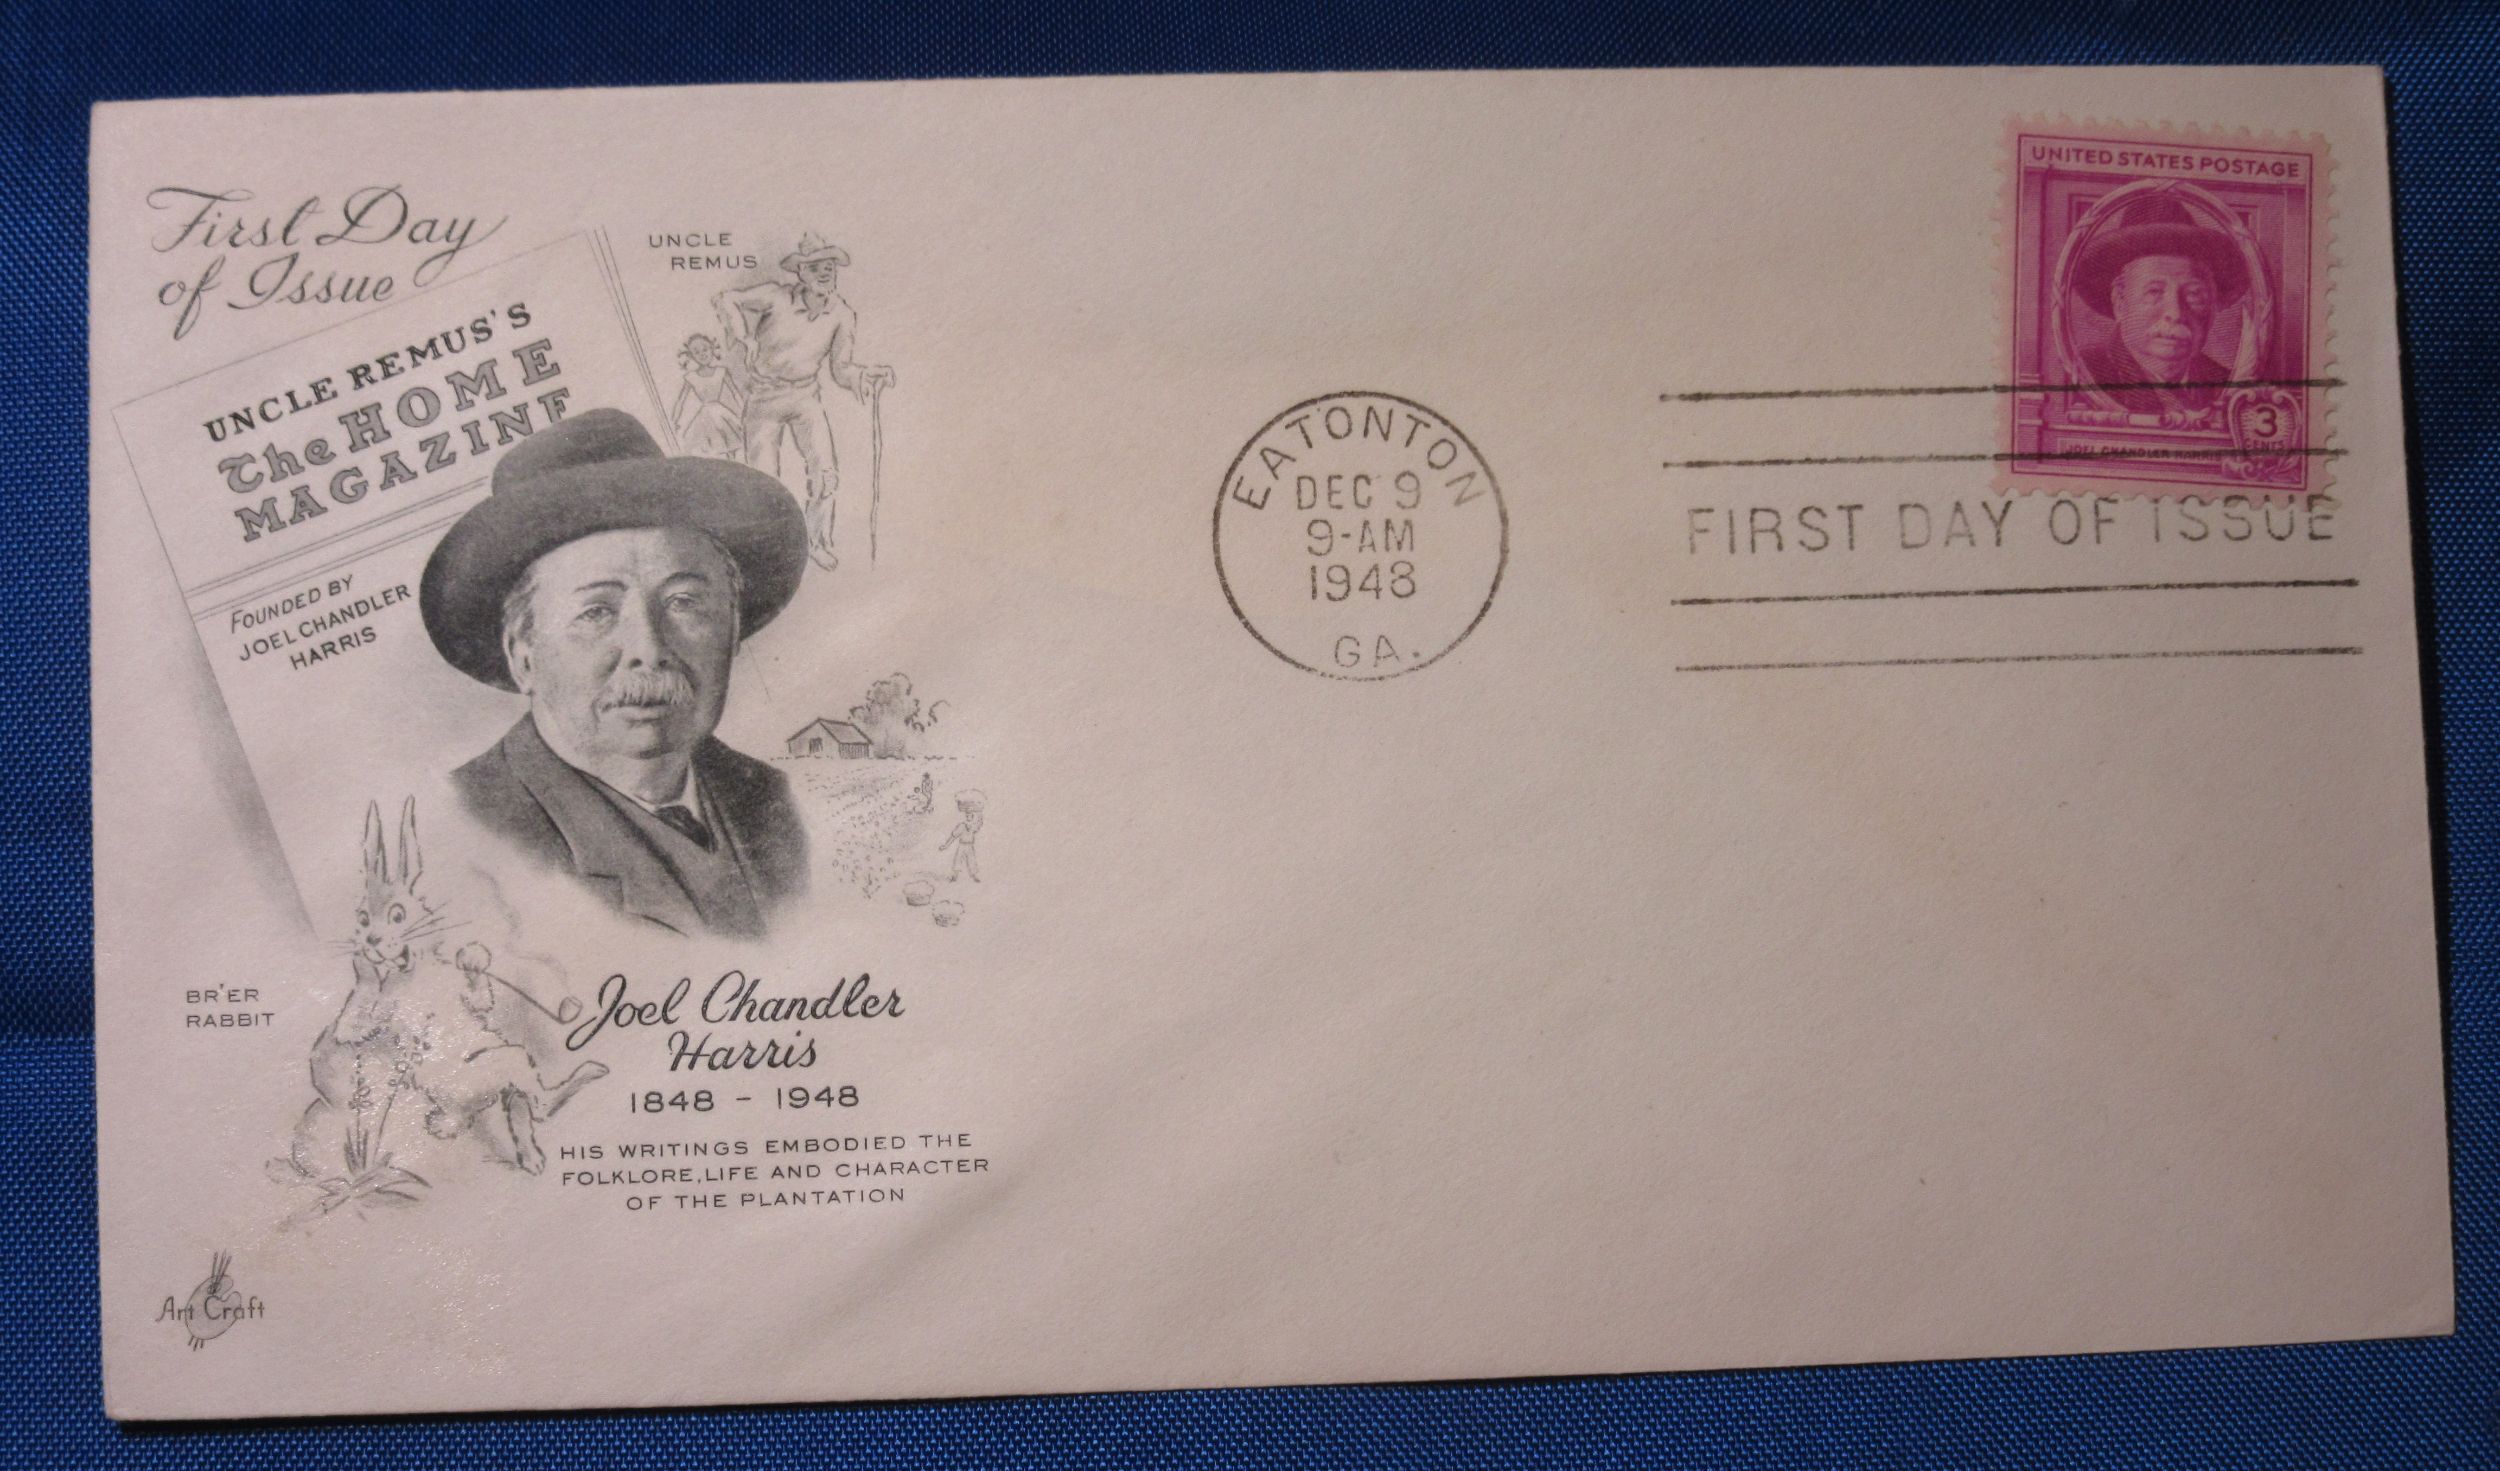 First Day
of Issue
UNCLE REMUS'S
The HOME
MAGAZINE
FOUNDED BY
JOEL CHANDLER
HARRIS
UNCLE
REMUS
BR'ER
RABBIT
Joel Chandler
Harris
1848 - 1948
HIS WRITINGS EMBODIED THE
FOLKLORE, LIFE AND CHARACTER
OF THE PLANTATION
Art Craft
EATONTON
DEC 9
9-AM
1948
GA.
UNITED STATES POSTAGE
3
CENTS
JOEL CHANDLER HARRIS
FIRST DAY OF ISSUE